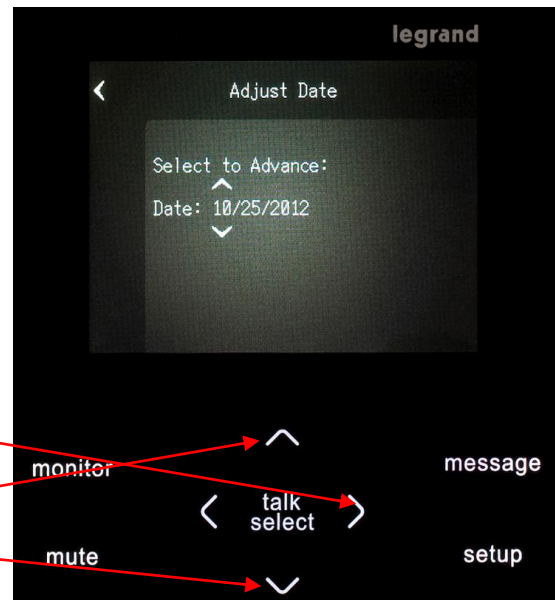 legrand
Adjust Date
Select to Advance:
Date: 10/25/2012
monitor
message
talk
select
mute
setup